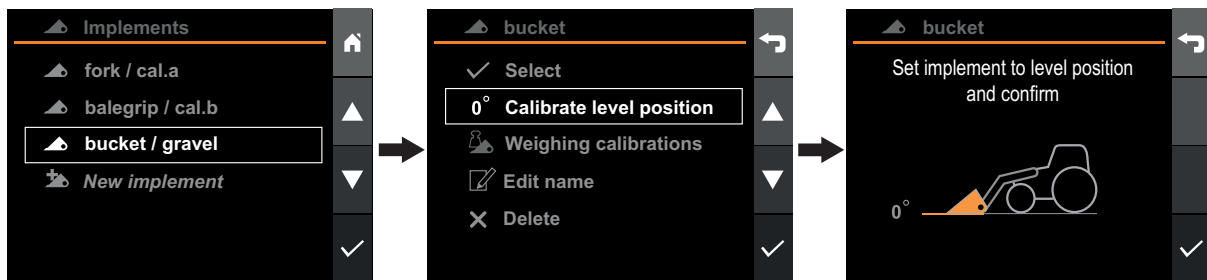 Implements
fork / cal.a
balegrip / cal.b
bucket / gravel
New implement
bucket
Select
0° Calibrate level position
Weighing calibrations
Edit name
Delete
bucket
Set implement to level position
and confirm
0°